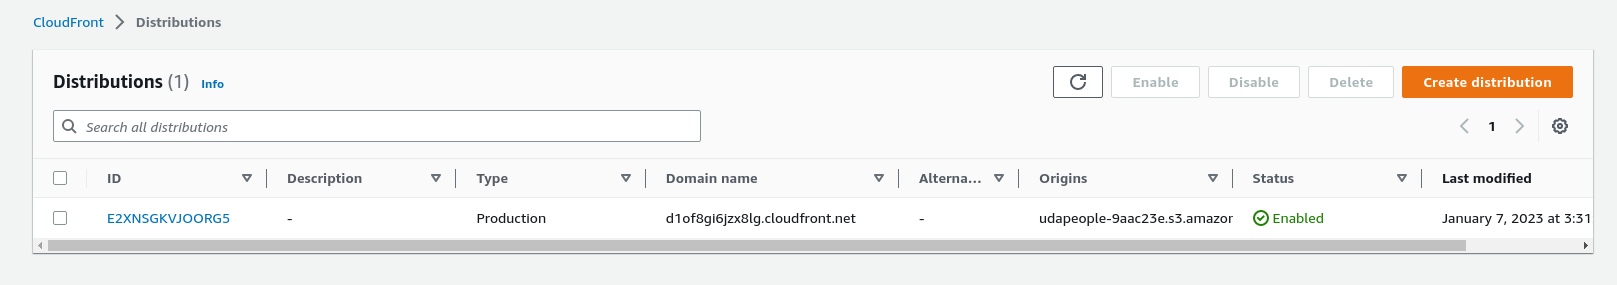 CloudFront > Distributions
Distributions (1) Info
Enable Disable Delete Create distribution
Search all distributions
1
ID Description Type Domain name Alterna... Origins Status Last modified
E2XNSGKVJOORG5 - Production d1of8gi6jzx8lg.cloudfront.net - udapeople-9aac23e.s3.amazor Enabled January 7, 2023 at 3:31